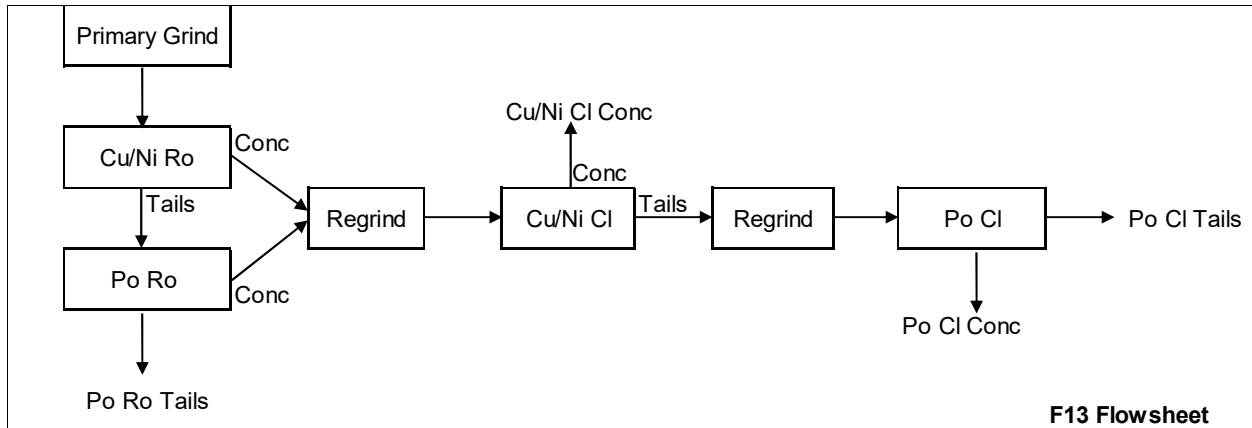 Primary Grind
Cu/Ni Cl Conc
Cu/Ni Ro
Conc
Conc
Tails
Regrind
Cu/Ni Cl
Tails
Regrind
Po Cl
Po Cl Tails
Po Ro
Conc
Po Cl Conc
Po Ro Tails
F13 Flowsheet